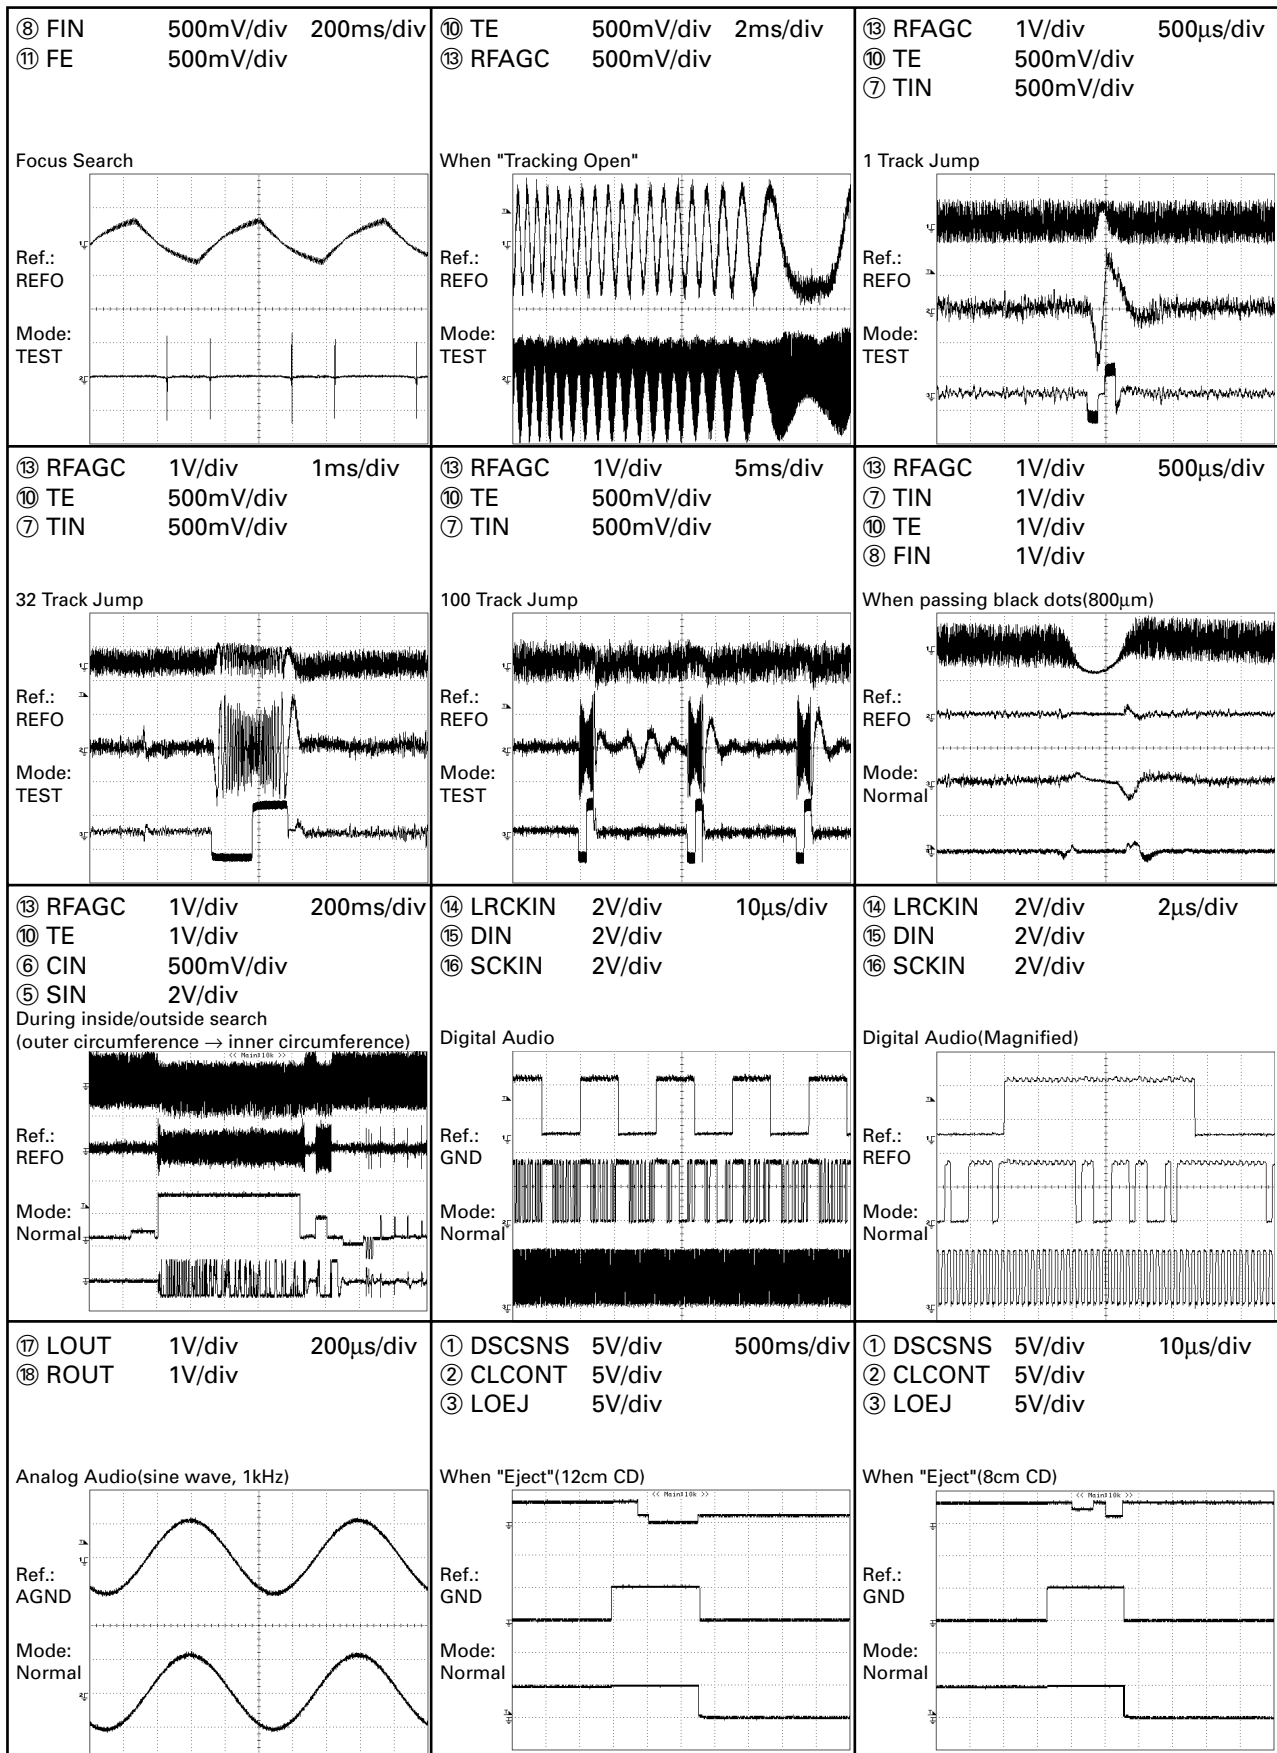 ⑧ FIN 500mV/div 200ms/div
⑪ FE 500mV/div
Focus Search
Ref.:
REFO
Mode:
TEST
⑩ TE 500mV/div 2ms/div
⑬ RFAGC 500mV/div
When "Tracking Open"
Ref.:
REFO
Mode:
TEST
⑬ RFAGC 1V/div 500µs/div
⑩ TE 500mV/div
⑦ TIN 500mV/div
1 Track Jump
Ref.:
REFO
Mode:
TEST
⑬ RFAGC 1V/div 1ms/div
⑩ TE 500mV/div
⑦ TIN 500mV/div
32 Track Jump
Ref.:
REFO
Mode:
TEST
⑬ RFAGC 1V/div 5ms/div
⑩ TE 500mV/div
⑦ TIN 500mV/div
100 Track Jump
Ref.:
REFO
Mode:
TEST
⑬ RFAGC 1V/div 500µs/div
⑦ TIN 1V/div
⑩ TE 1V/div
⑧ FIN 1V/div
When passing black dots(800µm)
Ref.:
REFO
Mode:
Normal
⑬ RFAGC 1V/div 200ms/div
⑩ TE 1V/div
⑥ CIN 500mV/div
⑤ SIN 2V/div
During inside/outside search
(outer circumference → inner circumference)
<< Main:10k >>
Ref.:
REFO
Mode:
Normal
⑭ LRCKIN 2V/div 10µs/div
⑮ DIN 2V/div
⑯ SCKIN 2V/div
Digital Audio
Ref.:
GND
Mode:
Normal
⑭ LRCKIN 2V/div 2µs/div
⑮ DIN 2V/div
⑯ SCKIN 2V/div
Digital Audio(Magnified)
Ref.:
REFO
Mode:
Normal
⑰ LOUT 1V/div 200µs/div
⑱ ROUT 1V/div
Analog Audio(sine wave, 1kHz)
Ref.:
AGND
Mode:
Normal
① DSCSNS 5V/div 500ms/div
② CLCONT 5V/div
③ LOEJ 5V/div
When "Eject"(12cm CD)
<< Main:10k >>
Ref.:
GND
Mode:
Normal
① DSCSNS 5V/div 10µs/div
② CLCONT 5V/div
③ LOEJ 5V/div
When "Eject"(8cm CD)
<< Main:10k >>
Ref.:
GND
Mode:
Normal